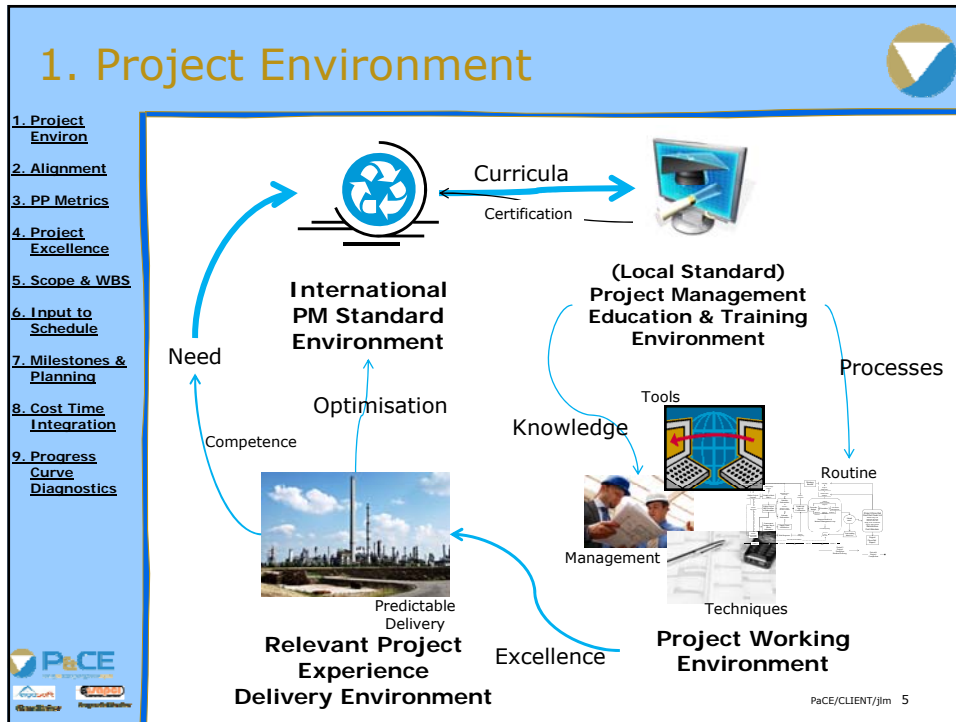 1. Project Environment
1. Project
Environ
2. Alignment
3. PP Metrics
4. Project
Excellence
5. Scope & WBS
6. Input to
Schedule
7. Milestones &
Planning
8. Cost Time
Integration
9. Progress
Curve
Diagnostics
Curricula
Certification
International
PM Standard
Environment
(Local Standard)
Project Management
Education & Training
Environment
Need
Optimisation
Competence
Knowledge
Processes
Tools
Routine
Management
Techniques
Predictable
Delivery
Relevant Project
Experience
Delivery Environment
Excellence
Project Working
Environment
P&CE
PaCE/CLIENT/jlm 5